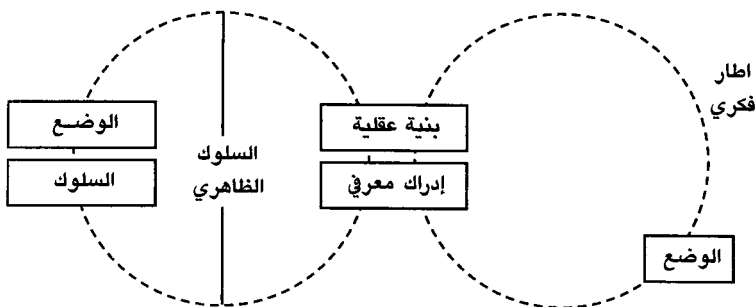 اطار
فكري
الوضع
بنية عقلية
السلوك
الظاهري
السلوك
إدراك معرفي
الوضع